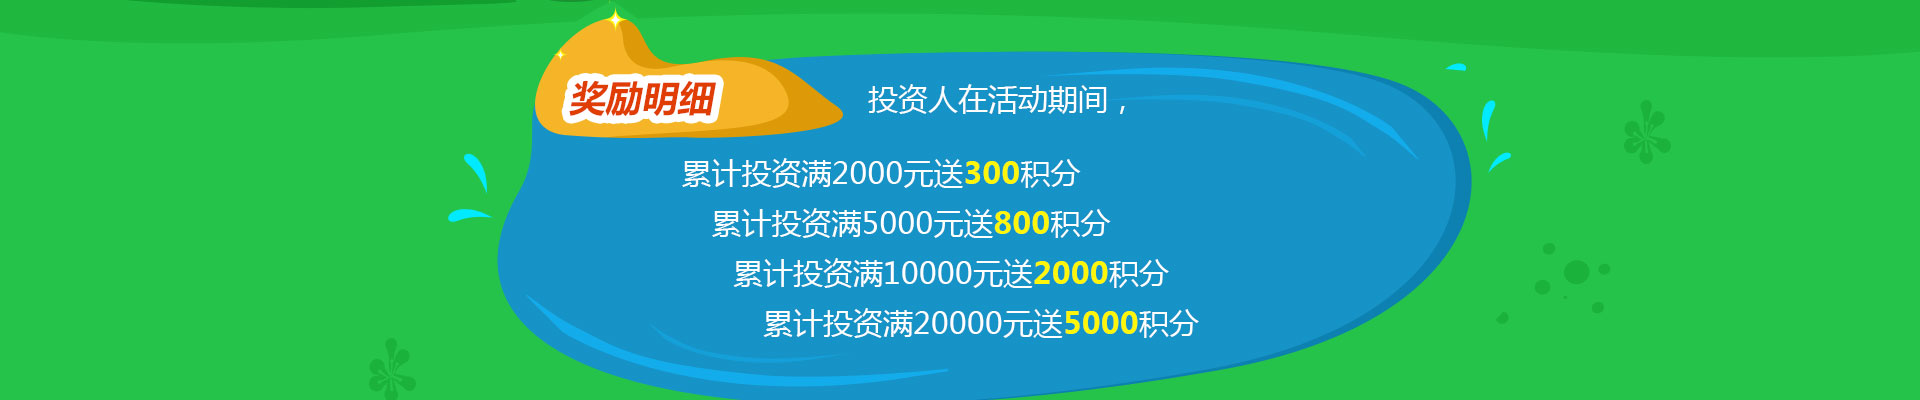 奖励明细
投资人在活动期间，
累计投资满2000元送300积分
累计投资满5000元送800积分
累计投资满10000元送2000积分
累计投资满20000元送5000积分